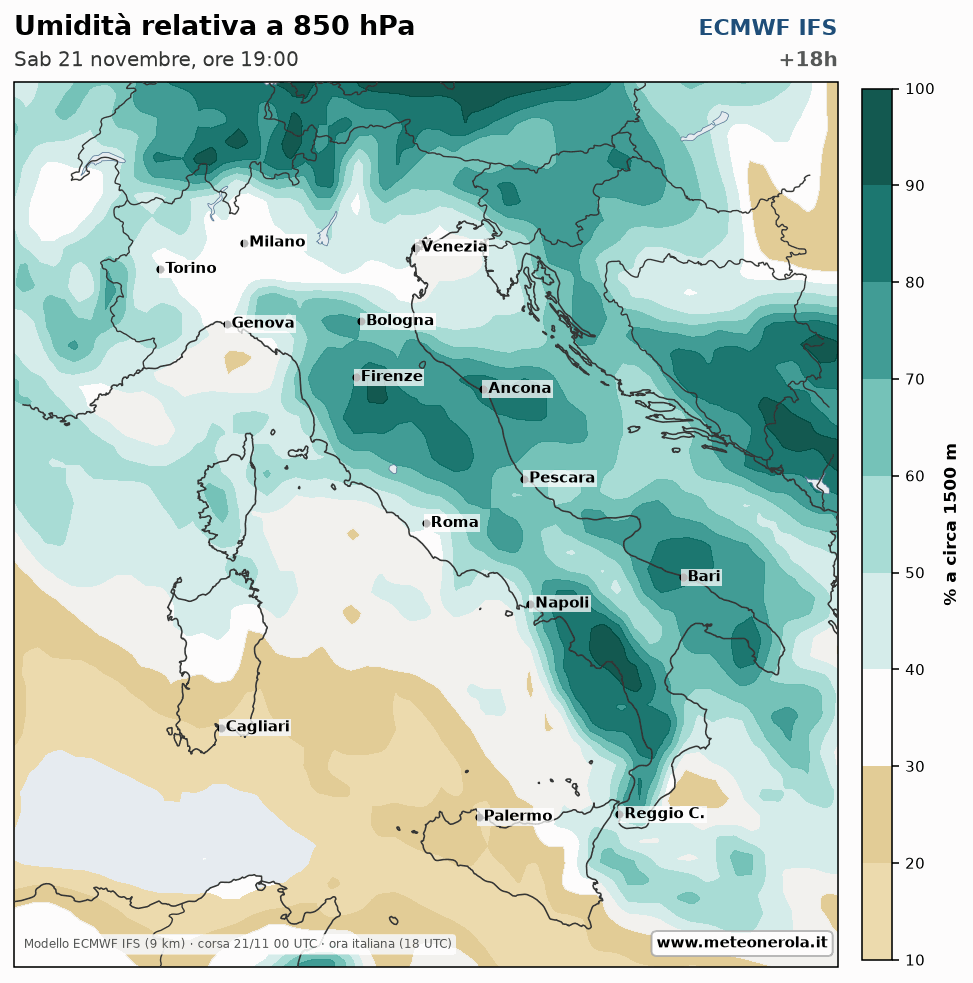 Umidità relativa a 850 hPa
ECMWF IFS
Sab 21 novembre, ore 19:00
+18h
100
90
80
70
60
50
40
30
20
10
% a circa 1500 m
Milano
Venezia
Torino
Genova
Bologna
Firenze
Ancona
Pescara
Roma
Bari
Napoli
Cagliari
Palermo
Reggio C.
Modello ECMWF IFS (9 km) · corsa 21/11 00 UTC · ora italiana (18 UTC)
www.meteonerola.it